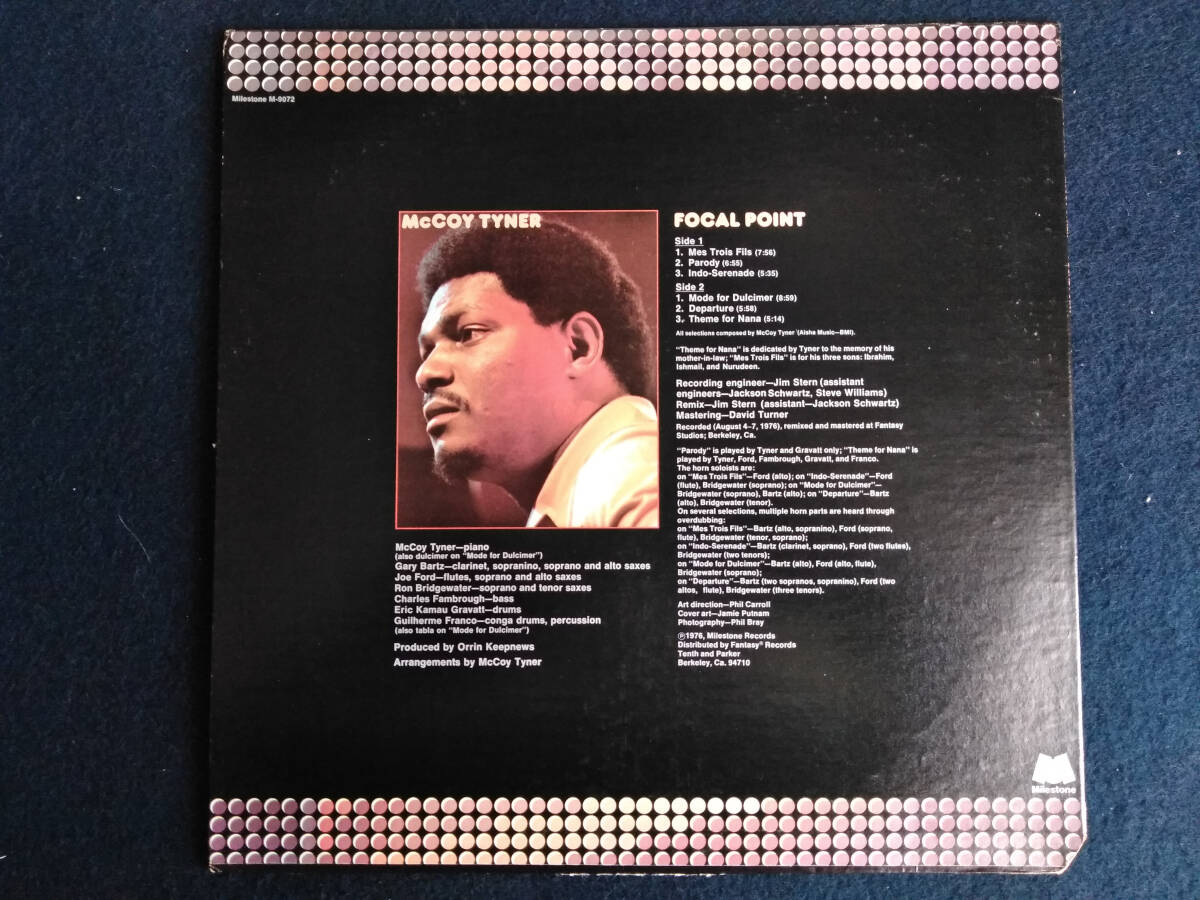 Milestone M-9072
McCOY TYNER
McCoy Tyner—piano
(also dulcimer on "Mode for Dulcimer")
Gary Bartz—clarinet, sopranino, soprano and alto saxes
Joe Ford—flutes, soprano and alto saxes
Ron Bridgewater—soprano and tenor saxes
Charles Fambrough—bass
Eric Kamau Gravatt—drums
Guilherme Franco—conga drums, percussion
(also tabla on "Mode for Dulcimer")
Produced by Orrin Keepnews
Arrangements by McCoy Tyner
FOCAL POINT
Side 1
1. Mes Trois Fils (7:56)
2. Parody (6:55)
3. Indo-Serenade (5:35)
Side 2
1. Mode for Dulcimer (8:59)
2. Departure (5:58)
3. Theme for Nana (5:14)
All selections composed by McCoy Tyner (Aisha Music—BMI).
"Theme for Nana" is dedicated by Tyner to the memory of his
mother-in-law; "Mes Trois Fils" is for his three sons: Ibrahim,
Ishmail, and Nurudeen.
Recording engineer—Jim Stern (assistant
engineers—Jackson Schwartz, Steve Williams)
Remix—Jim Stern (assistant—Jackson Schwartz)
Mastering—David Turner
Recorded (August 4-7, 1976), remixed and mastered at Fantasy
Studios; Berkeley, Ca.
"Parody" is played by Tyner and Gravatt only; "Theme for Nana" is
played by Tyner, Ford, Fambrough, Gravatt, and Franco.
The horn soloists are:
on "Mes Trois Fils"—Ford (alto); on "Indo-Serenade"—Ford
(flute), Bridgewater (soprano); on "Mode for Dulcimer"—
Bridgewater (soprano), Bartz (alto); on "Departure"—Bartz
(alto), Bridgewater (tenor).
On several selections, multiple horn parts are heard through
overdubbing:
on "Mes Trois Fils"—Bartz (alto, sopranino), Ford (soprano,
flute), Bridgewater (tenor, soprano);
on "Indo-Serenade"—Bartz (clarinet, soprano), Ford (two flutes),
Bridgewater (two tenors);
on "Mode for Dulcimer"—Bartz (alto), Ford (alto, flute),
Bridgewater (soprano);
on "Departure"—Bartz (two sopranos, sopranino), Ford (two
altos, flute), Bridgewater (three tenors).
Art direction—Phil Carroll
Cover art—Jamie Putnam
Photography—Phil Bray
℗1976, Milestone Records
Distributed by Fantasy® Records
Tenth and Parker
Berkeley, Ca. 94710
Milestone